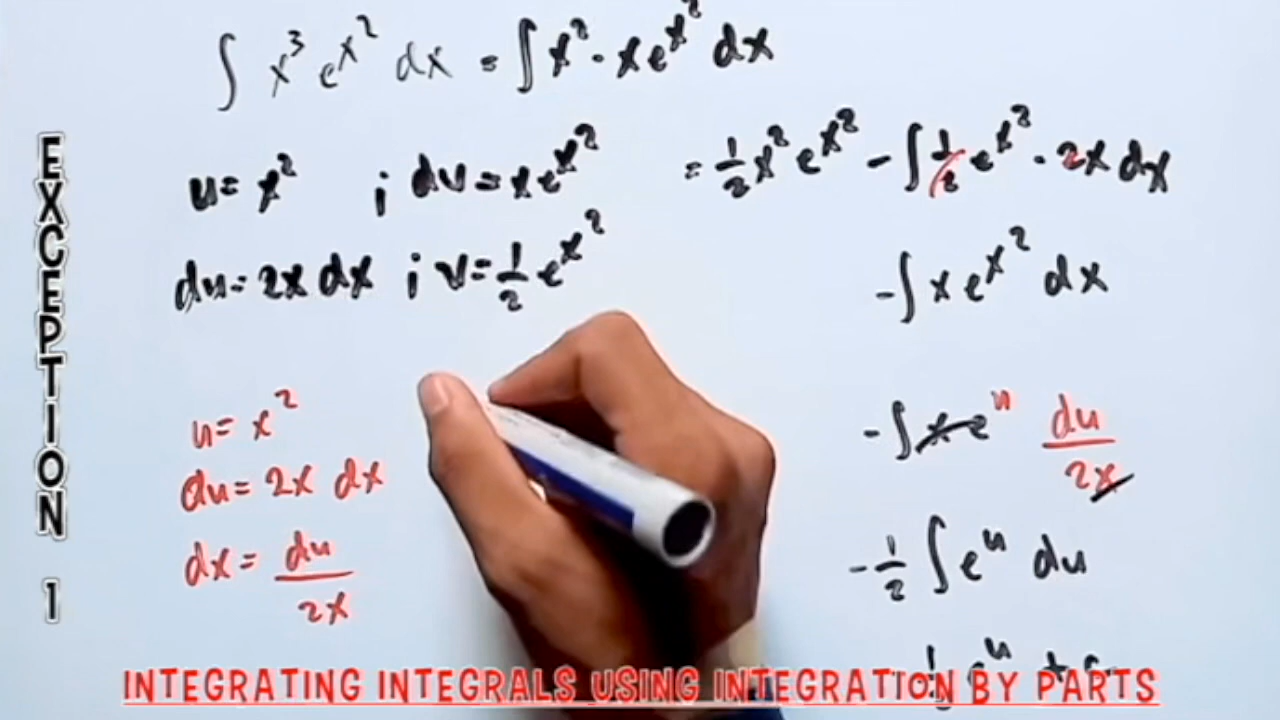 ∫ x³ e^x² dx = ∫ x² · x e^x² dx
u = x² ; dv = x e^x²
du = 2x dx ; v = 1/2 e^x²
= 1/2 x² e^x² - ∫ 1/2 e^x² · 2x dx
- ∫ x e^x² dx
u = x²
du = 2x dx
dx = du/2x
- ∫ x e^u du/2x
- 1/2 ∫ e^u du
EXCEPTION 1
INTEGRATING INTEGRALS USING INTEGRATION BY PARTS